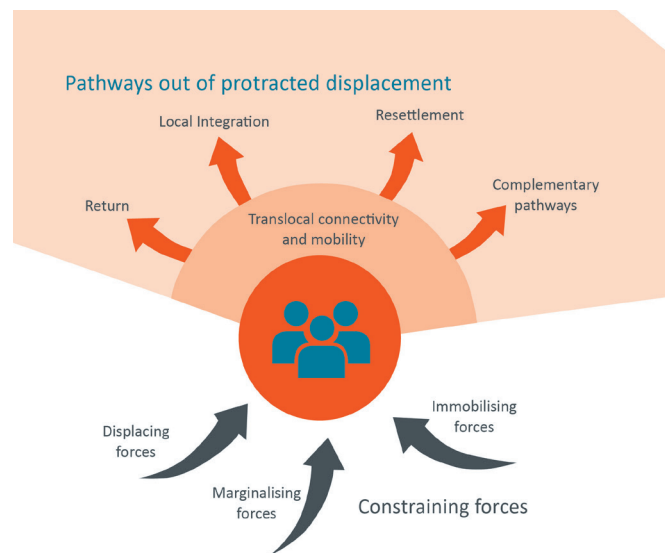 Pathways out of protracted displacement
Resettlement
Local Integration
Complementary
pathways
Return
Translocal connectivity
and mobility
Immobilising
forces
Displacing
forces
Marginalising
forces
Constraining forces